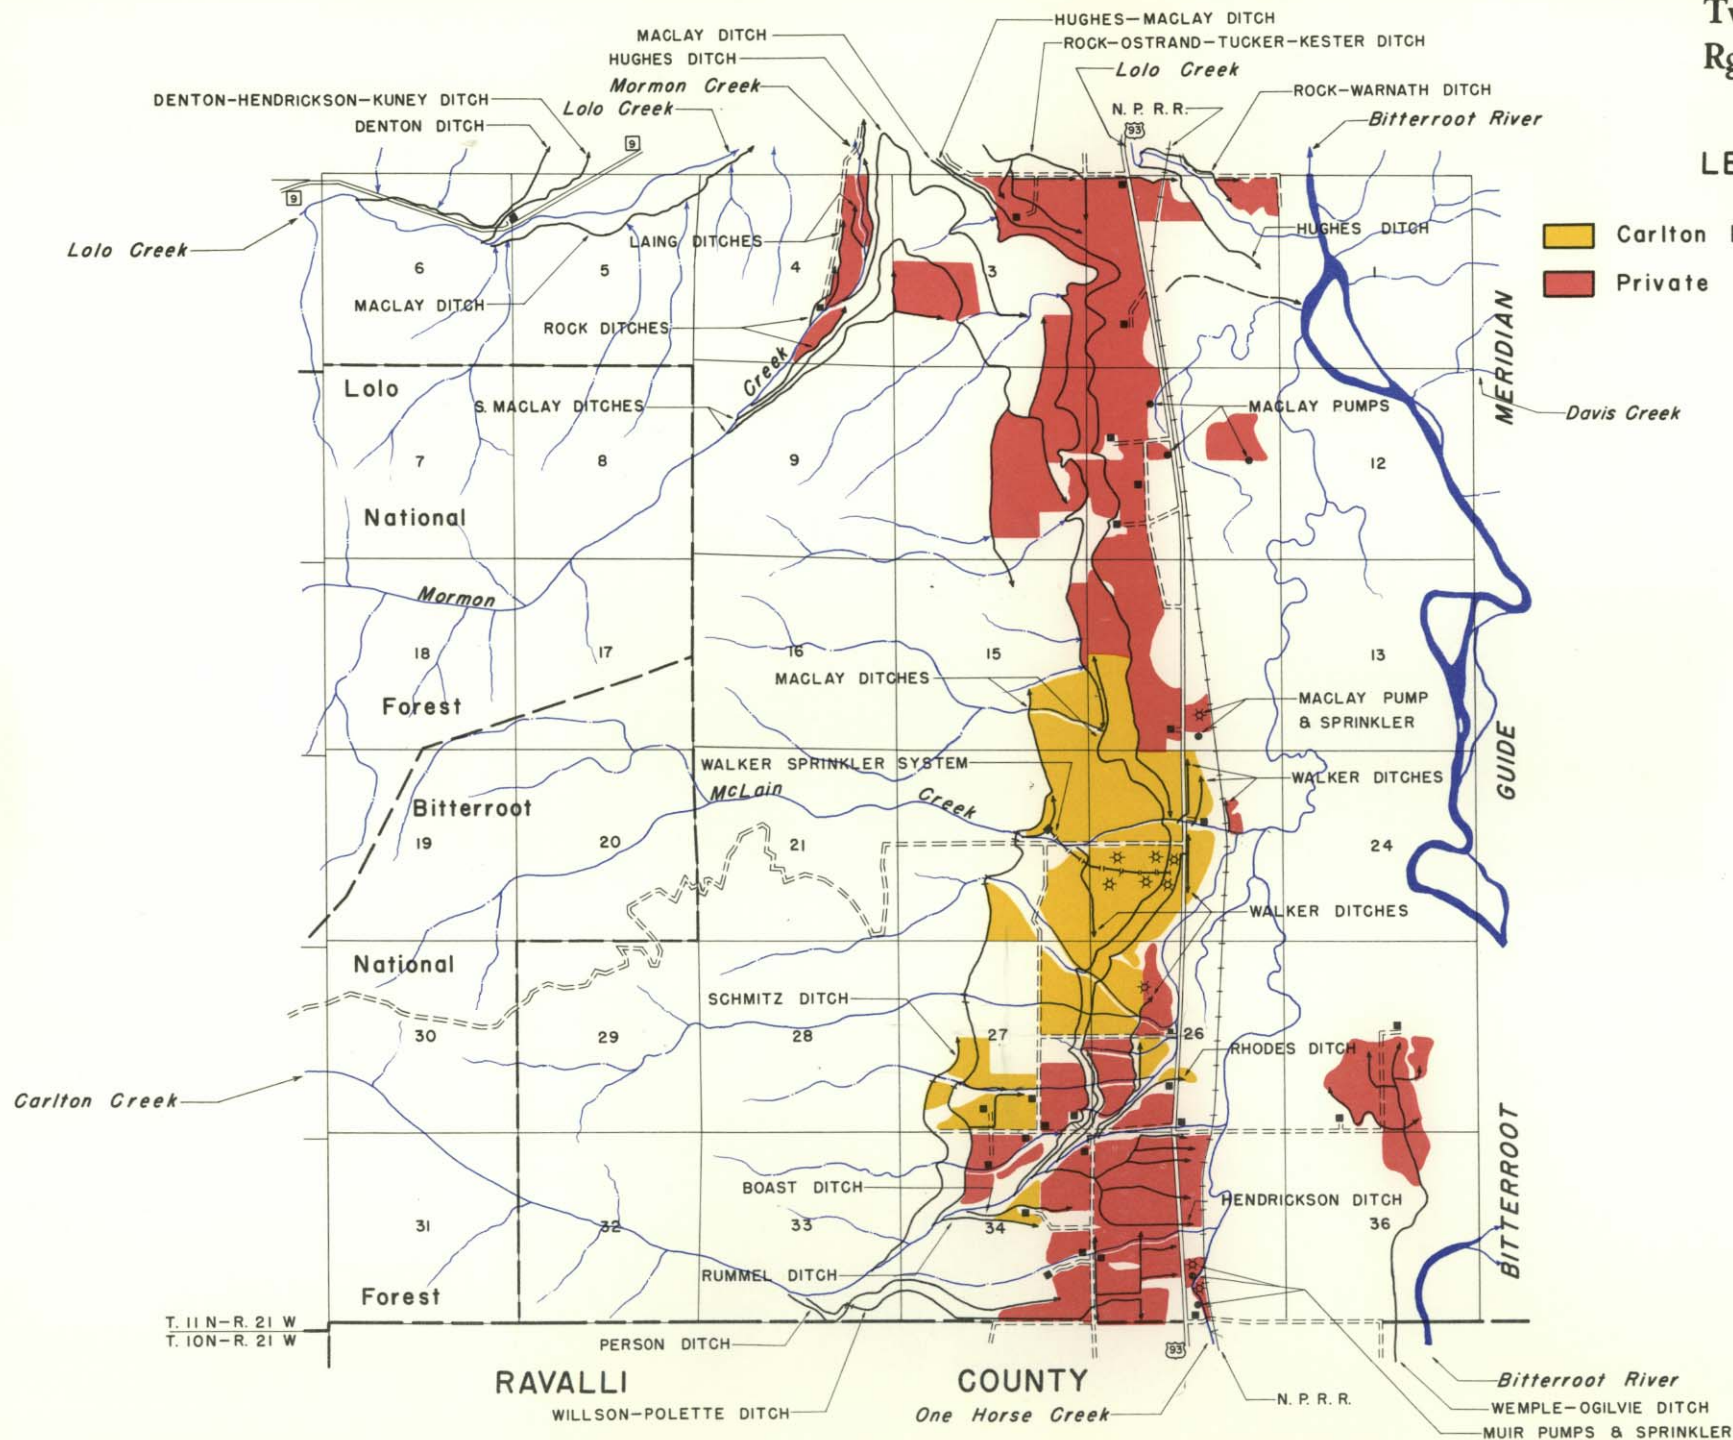 HUGHES-MACLAY DITCH
MACLAY DITCH
ROCK-OSTRAND-TUCKER-KESTER DITCH
HUGHES DITCH
Lolo Creek
Mormon Creek
DENTON-HENDRICKSON-KUNEY DITCH
Lolo Creek
N. P. R. R.
ROCK-WARNATH DITCH
DENTON DITCH
93
Bitterroot River
9
9
LAING DITCHES
HUGHES DITCH
Lolo Creek
Carlton
6
5
4
3
1
Private
MACLAY DITCH
ROCK DITCHES
MERIDIAN
Creek
Lolo
S. MACLAY DITCHES
MACLAY PUMPS
Davis Creek
7
8
9
12
National
Mormon
18
17
16
15
13
MACLAY DITCHES
MACLAY PUMP
& SPRINKLER
Forest
WALKER SPRINKLER SYSTEM
WALKER DITCHES
GUIDE
McLain
Creek
Bitterroot
19
20
21
24
WALKER DITCHES
National
SCHMITZ DITCH
30
29
28
27
26
RHODES DITCH
Carlton Creek
BOAST DITCH
HENDRICKSON DITCH
31
32
33
34
36
BITTERROOT
RUMMEL DITCH
Forest
T. 11 N-R. 21 W
T. 10N-R. 21 W
PERSON DITCH
93
RAVALLI COUNTY
Bitterroot River
N. P. R. R.
WILLSON-POLETTE DITCH
One Horse Creek
WEMPLE-OGILVIE DITCH
MUIR PUMPS & SPRINKLER